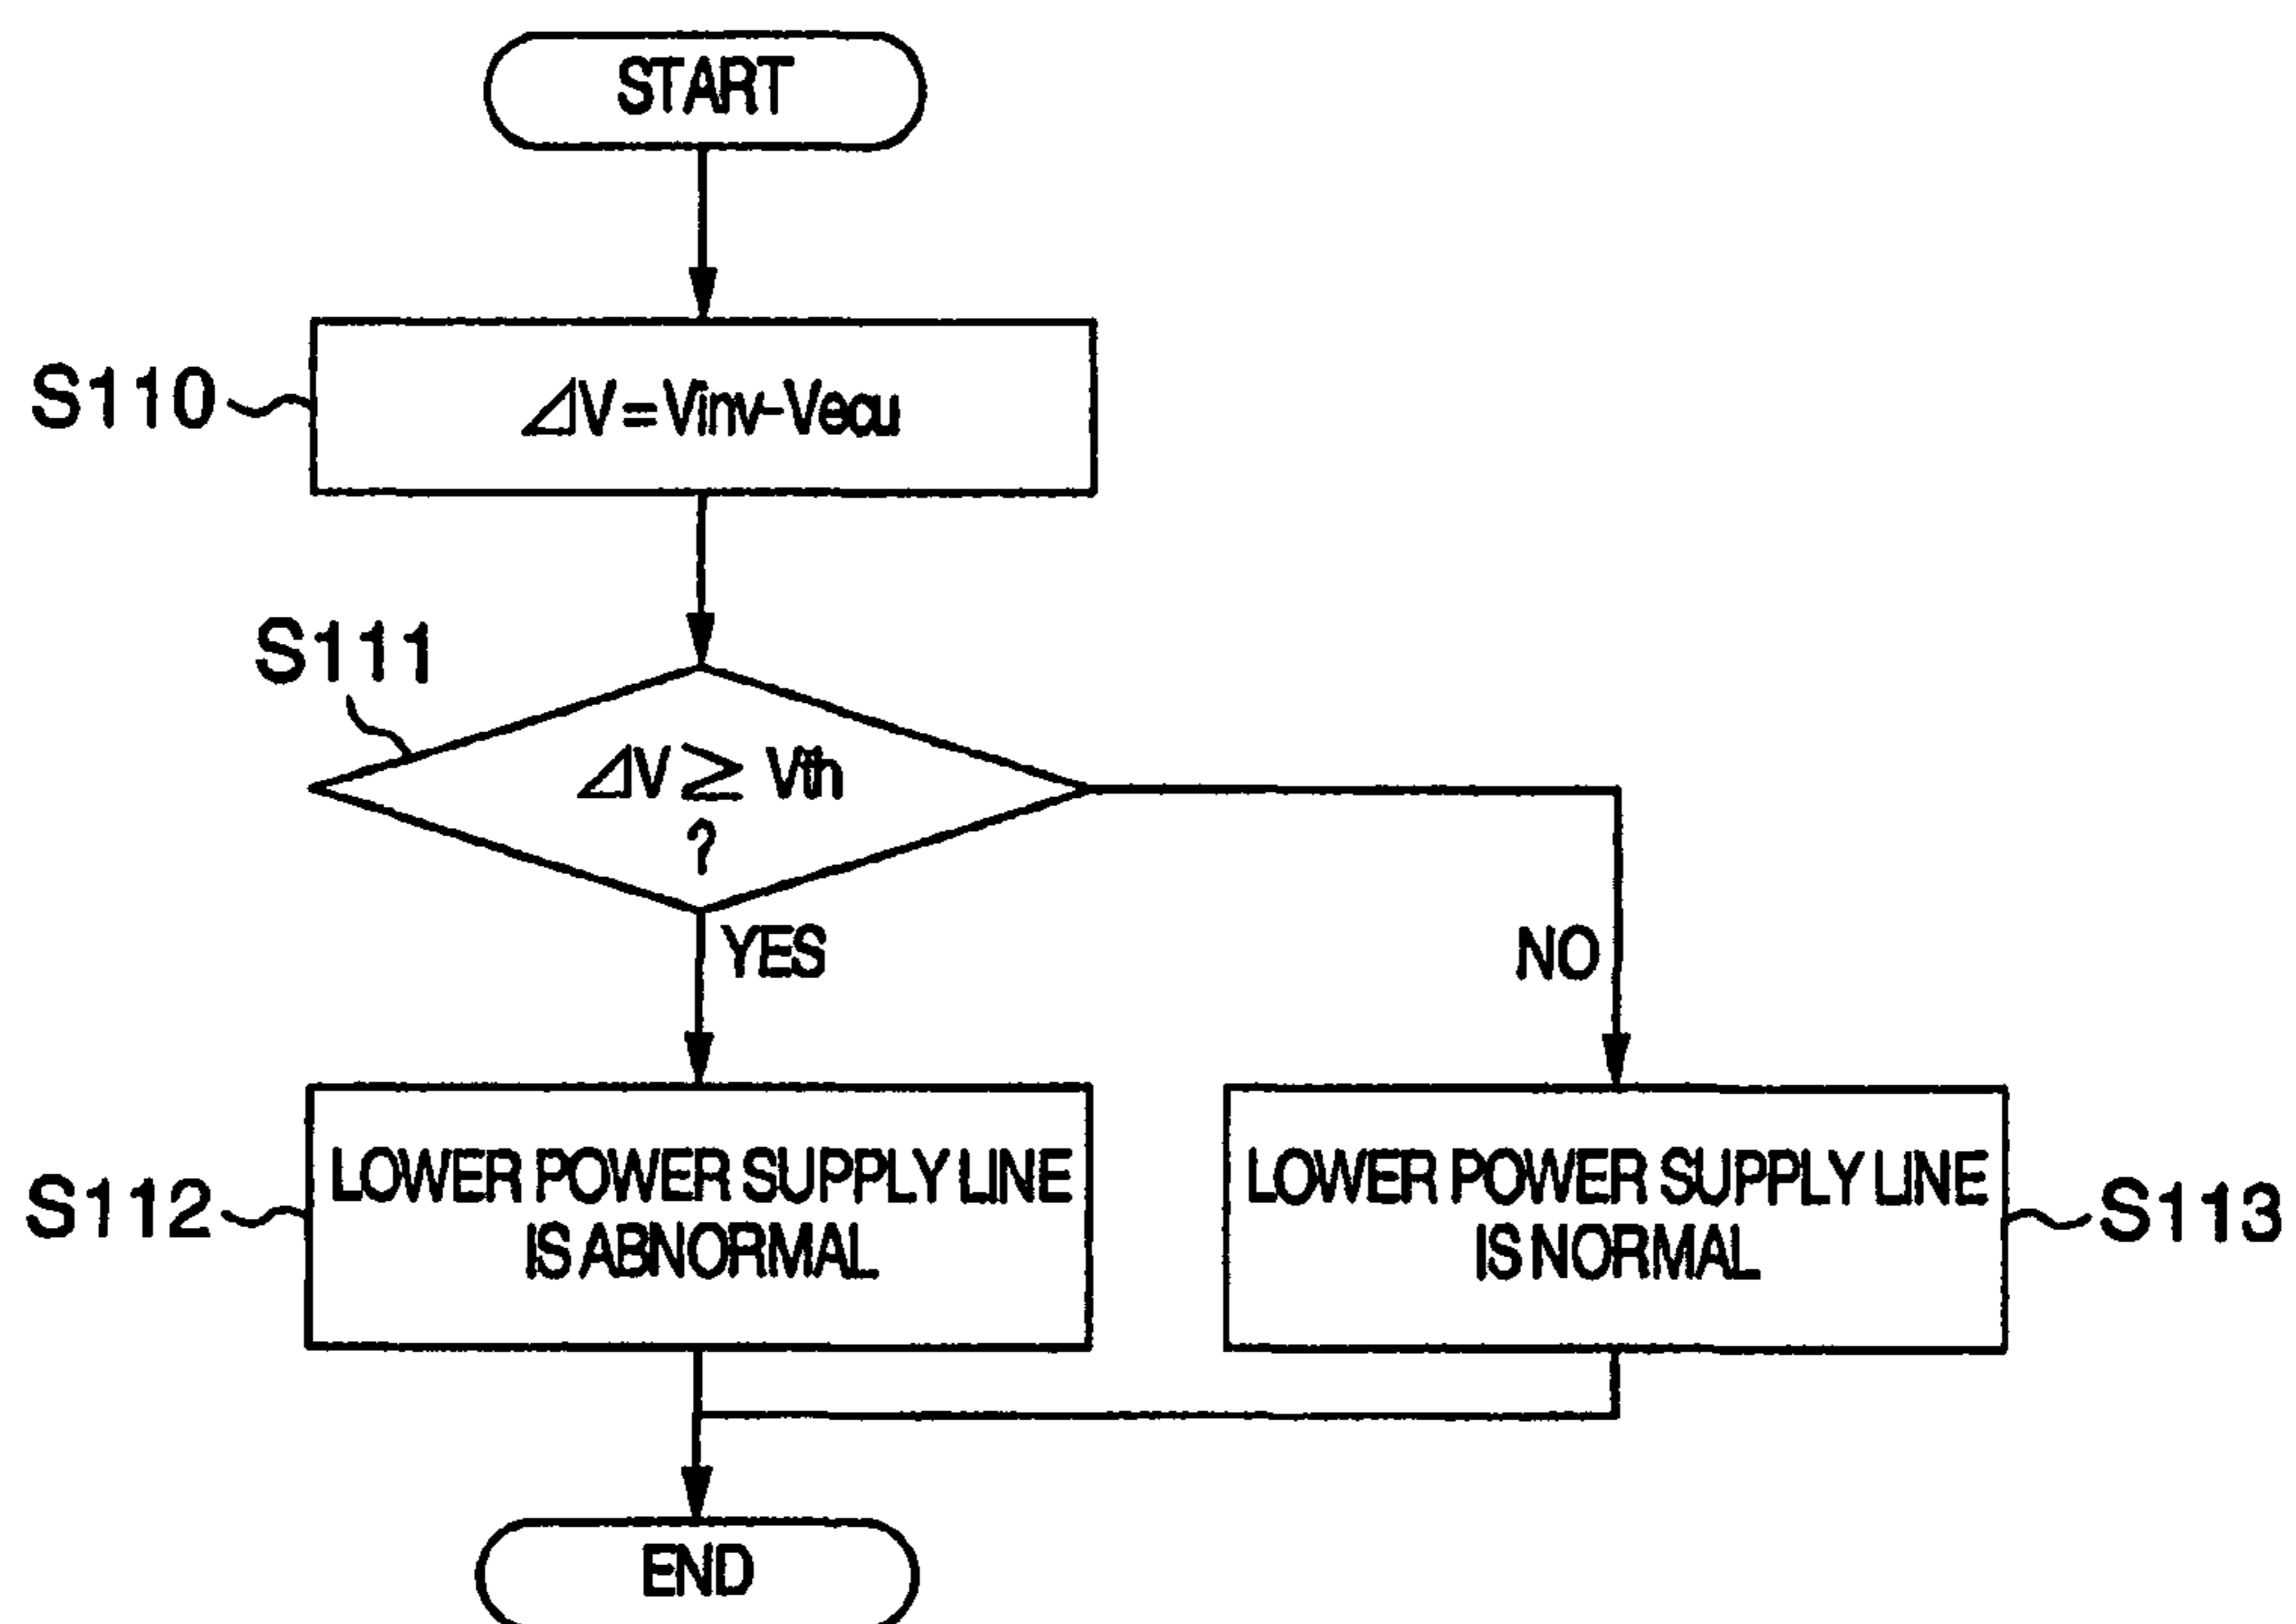 START
S110
⊿V=Vinv-Vecu
S111
⊿V≧ Vth
?
YES
NO
S112
LOWER POWER SUPPLY LINE
IS ABNORMAL
LOWER POWER SUPPLY LINE
IS NORMAL
S113
END